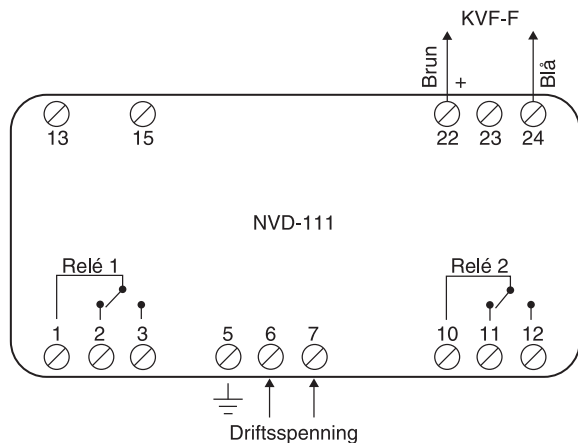 KVF-F
Brun
+
Blå
13 15 22 23 24
NVD-111
Relé 1 Relé 2
1 2 3 5 6 7 10 11 12
Driftsspenning